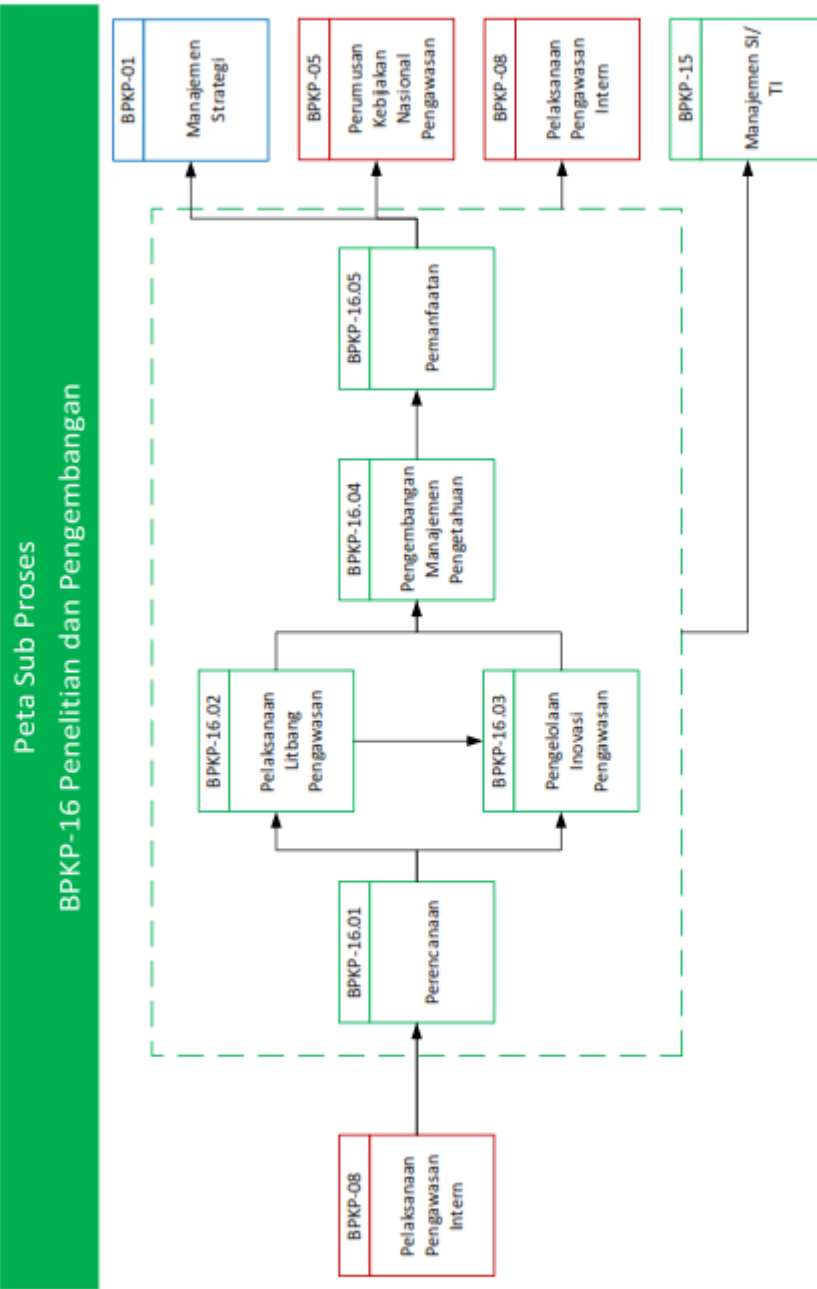 Peta Sub Proses
BPKP-16 Penelitian dan Pengembangan
BPKP-08
Pelaksanaan
Pengawasan
Intern
BPKP-16.01
Perencanaan
BPKP-16.02
Pelaksanaan
Litbang
Pengawasan
BPKP-16.03
Pengelolaan
Inovasi
Pengawasan
BPKP-16.04
Pengembangan
Manajemen
Pengetahuan
BPKP-16.05
Pemanfaatan
BPKP-01
Manajemen
Strategi
BPKP-05
Perumusan
Kebijakan
Nasional
Pengawasan
BPKP-08
Pelaksanaan
Pengawasan
Intern
BPKP-15
Manajemen SI/
TI